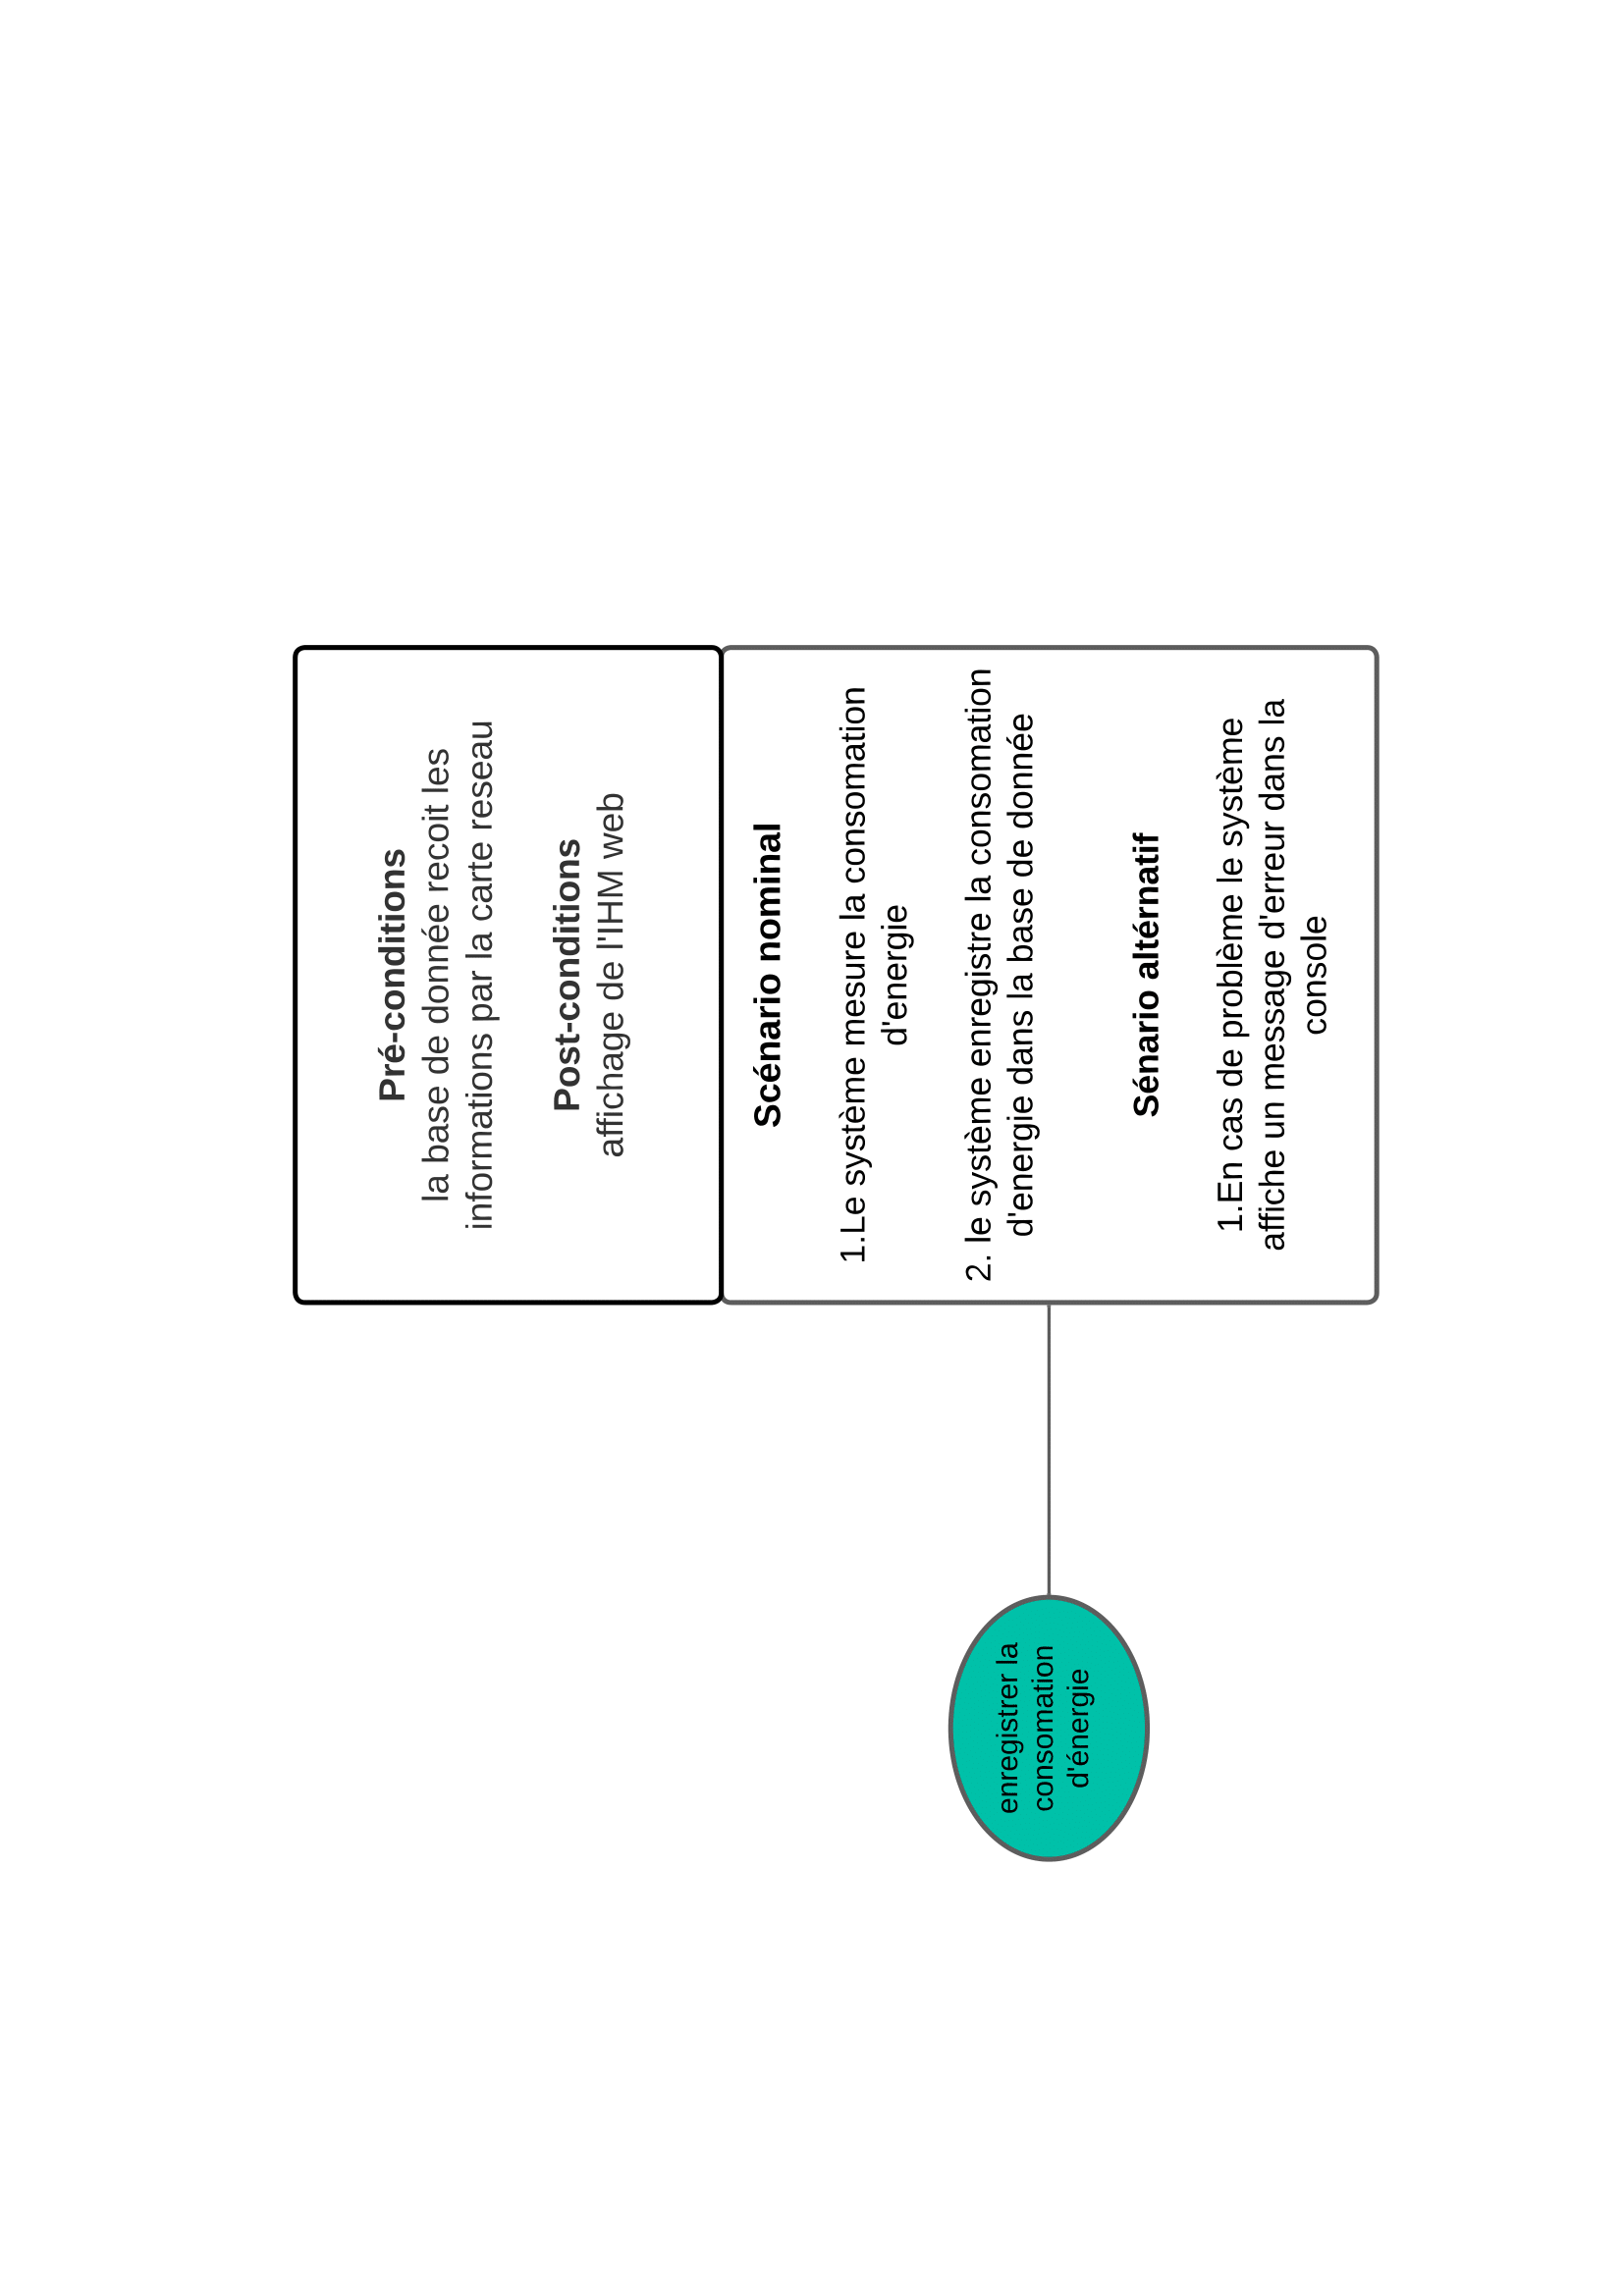 Pré-conditions
la base de donnée recoit les
informations par la carte reseau
Post-conditions
affichage de l'IHM web
Scénario nominal
1.Le système mesure la consomation
d'energie
2. le système enregistre la consomation
d'energie dans la base de donnée
Sénario altérnatif
1.En cas de problème le système
affiche un message d'erreur dans la
console
enregistrer la
consomation
d'énergie